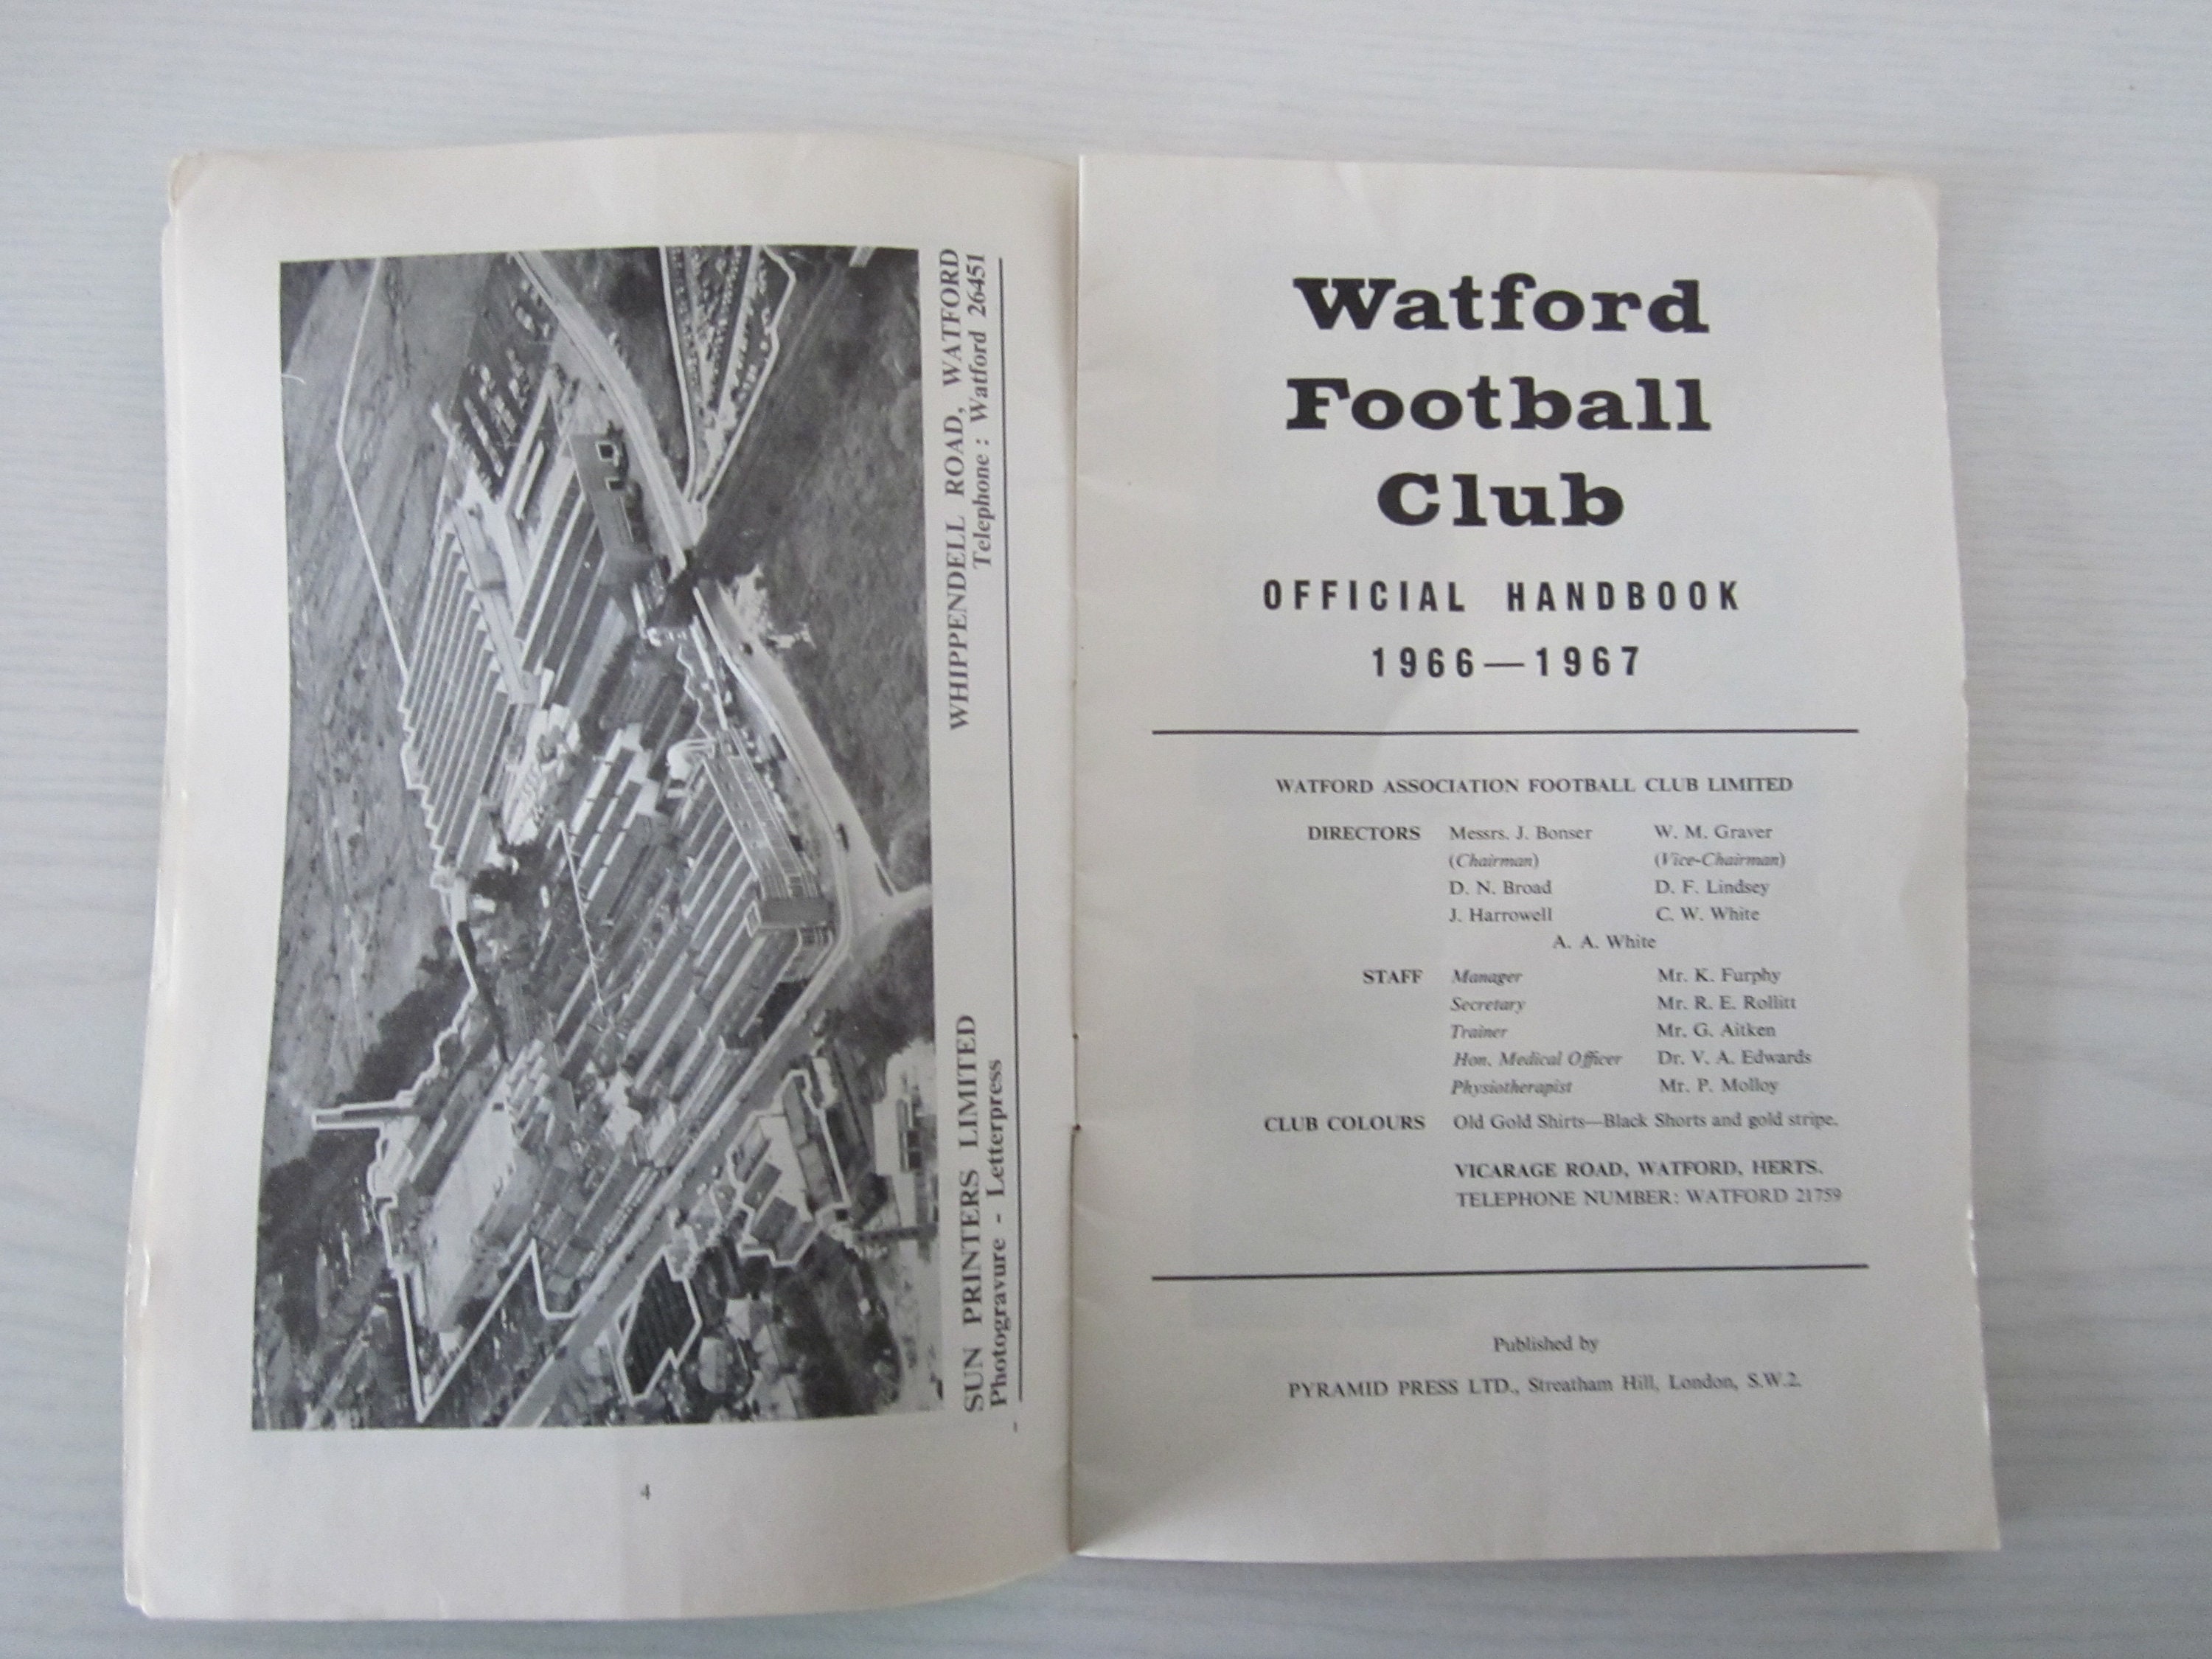 SUN PRINTERS LIMITED WHIPPENDELL ROAD, WATFORD
Photogravure - Letterpress Telephone : Watford 26451
4
Watford
Football
Club
OFFICIAL HANDBOOK
1966—1967
WATFORD ASSOCIATION FOOTBALL CLUB LIMITED
DIRECTORS Messrs. J. Bonser W. M. Graver
(Chairman) (Vice-Chairman)
D. N. Broad D. F. Lindsey
J. Harrowell C. W. White
A. A. White
STAFF Manager Mr. K. Furphy
Secretary Mr. R. E. Rollitt
Trainer Mr. G. Aitken
Hon. Medical Officer Dr. V. A. Edwards
Physiotherapist Mr. P. Molloy
CLUB COLOURS Old Gold Shirts—Black Shorts and gold stripe.
VICARAGE ROAD, WATFORD, HERTS.
TELEPHONE NUMBER: WATFORD 21759
Published by
PYRAMID PRESS LTD., Streatham Hill, London, S.W.2.